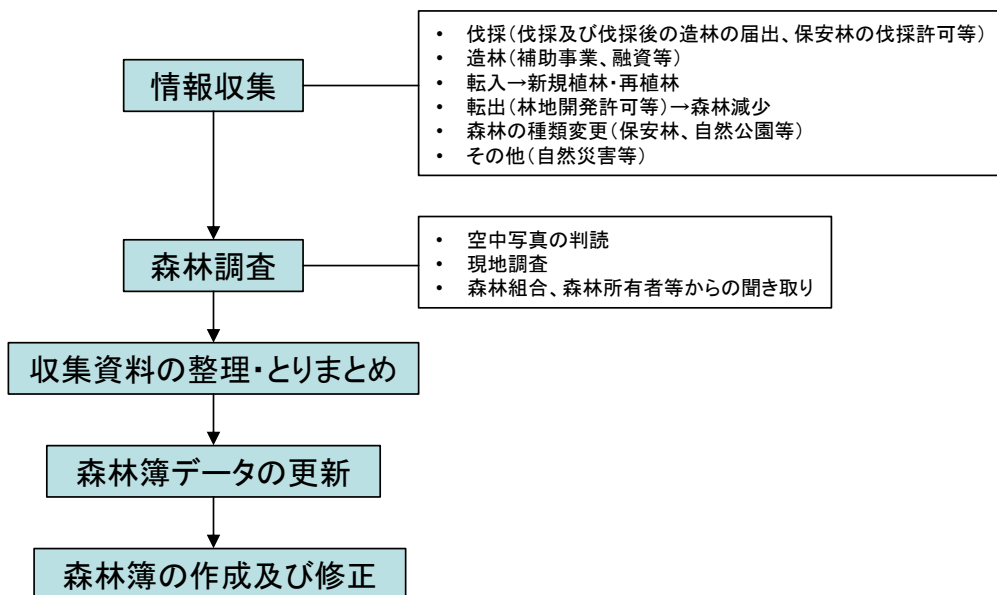 情報収集
• 伐採(伐採及び伐採後の造林の届出、保安林の伐採許可等)
• 造林(補助事業、融資等)
• 転入→新規植林・再植林
• 転出(林地開発許可等)→森林減少
• 森林の種類変更(保安林、自然公園等)
• その他(自然災害等)
森林調査
• 空中写真の判読
• 現地調査
• 森林組合、森林所有者等からの聞き取り
収集資料の整理・とりまとめ
森林簿データの更新
森林簿の作成及び修正